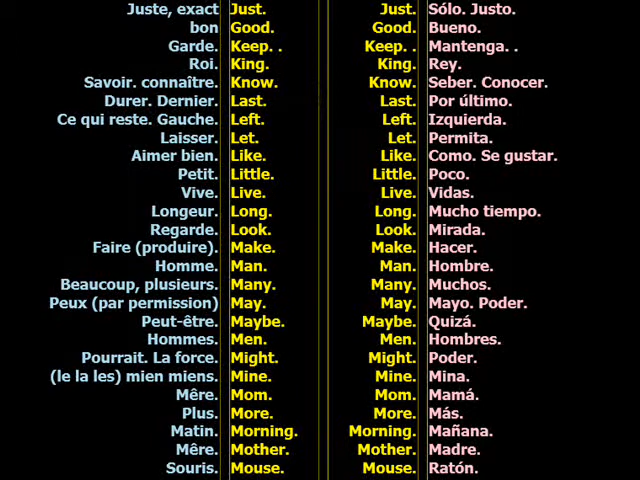 Juste, exact Just. Just. Sólo. Justo.
bon Good. Good. Bueno.
Garde. Keep. . Keep. . Mantenga. .
Roi. King. King. Rey.
Savoir. connaître. Know. Know. Seber. Conocer.
Durer. Dernier. Last. Last. Por último.
Ce qui reste. Gauche. Left. Left. Izquierda.
Laisser. Let. Let. Permita.
Aimer bien. Like. Like. Como. Se gustar.
Petit. Little. Little. Poco.
Vive. Live. Live. Vidas.
Longeur. Long. Long. Mucho tiempo.
Regarde. Look. Look. Mirada.
Faire (produire). Make. Make. Hacer.
Homme. Man. Man. Hombre.
Beaucoup, plusieurs. Many. Many. Muchos.
Peux (par permission) May. May. Mayo. Poder.
Peut-être. Maybe. Maybe. Quizá.
Hommes. Men. Men. Hombres.
Pourrait. La force. Might. Might. Poder.
(le la les) mien miens. Mine. Mine. Mina.
Mêre. Mom. Mom. Mamá.
Plus. More. More. Más.
Matin. Morning. Morning. Mañana.
Mêre. Mother. Mother. Madre.
Souris. Mouse. Mouse. Ratón.